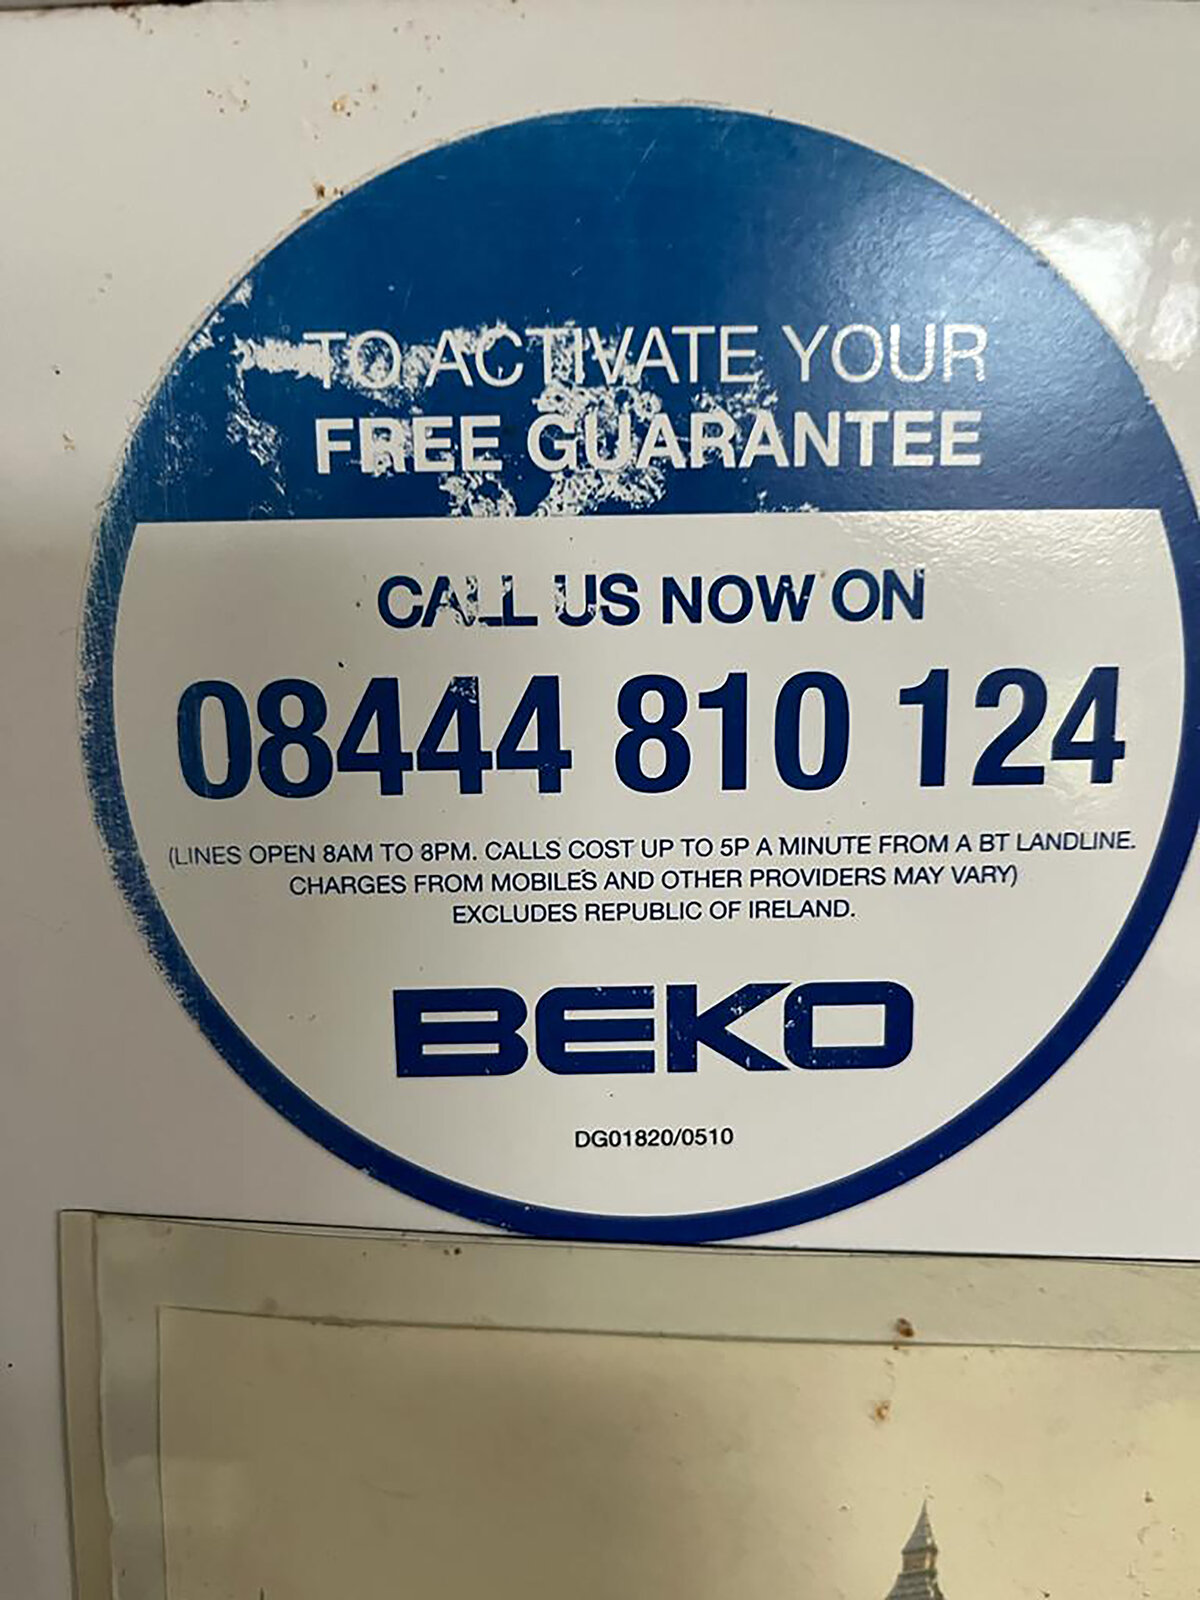 TO ACTIVATE YOUR
FREE GUARANTEE
CALL US NOW ON
08444 810 124
(LINES OPEN 8AM TO 8PM. CALLS COST UP TO 5P A MINUTE FROM A BT LANDLINE.
CHARGES FROM MOBILES AND OTHER PROVIDERS MAY VARY)
EXCLUDES REPUBLIC OF IRELAND.
BEKO
DG01820/0510